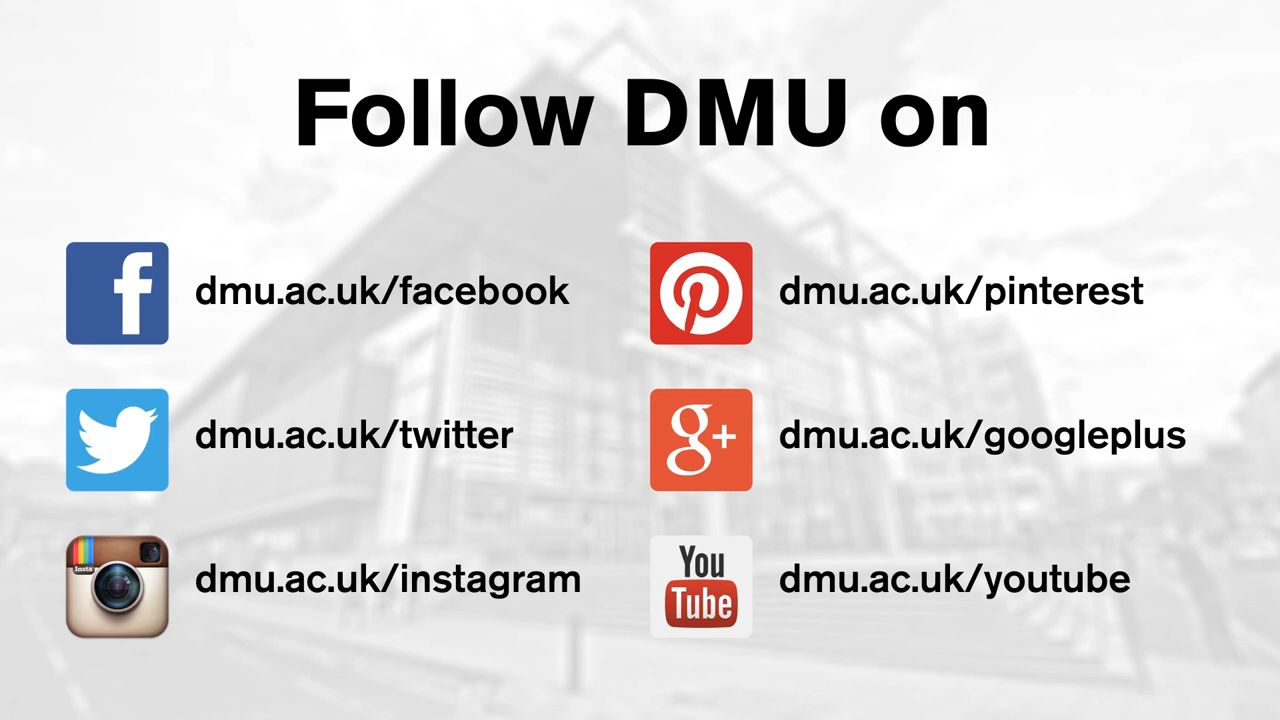 Follow DMU on
dmu.ac.uk/facebook
dmu.ac.uk/twitter
Insta
dmu.ac.uk/instagram
dmu.ac.uk/pinterest
g+
dmu.ac.uk/googleplus
You
Tube
dmu.ac.uk/youtube